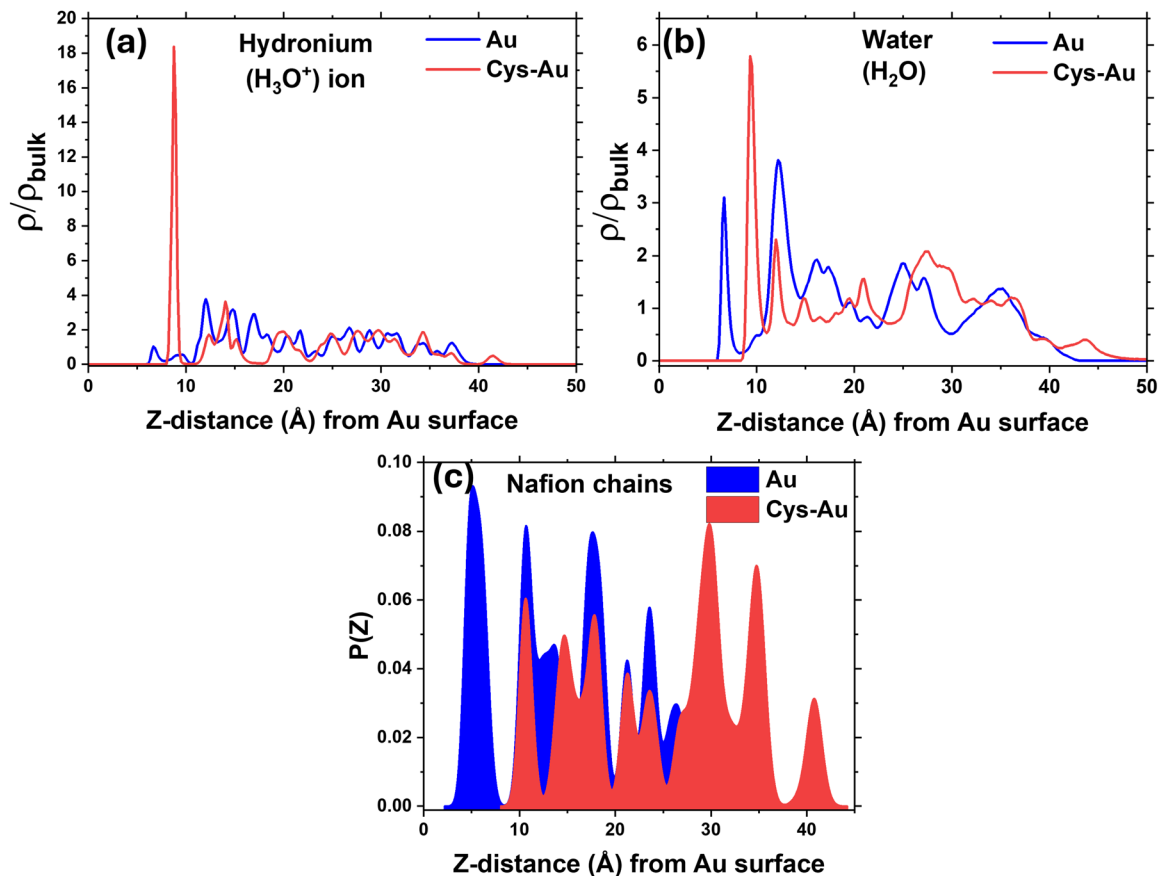 (a)
Hydronium
(H₃O⁺) ion
Au
Cys-Au
20
18
16
14
12
10
8
6
4
2
0
ρ/ρbulk
0 10 20 30 40 50
Z-distance (Å) from Au surface
(b)
Water
(H₂O)
Au
Cys-Au
6
5
4
3
2
1
0
ρ/ρbulk
0 10 20 30 40 50
Z-distance (Å) from Au surface
(c)
Nafion chains
Au
Cys-Au
0.10
0.08
0.06
0.04
0.02
0.00
P(Z)
0 10 20 30 40
Z-distance (Å) from Au surface